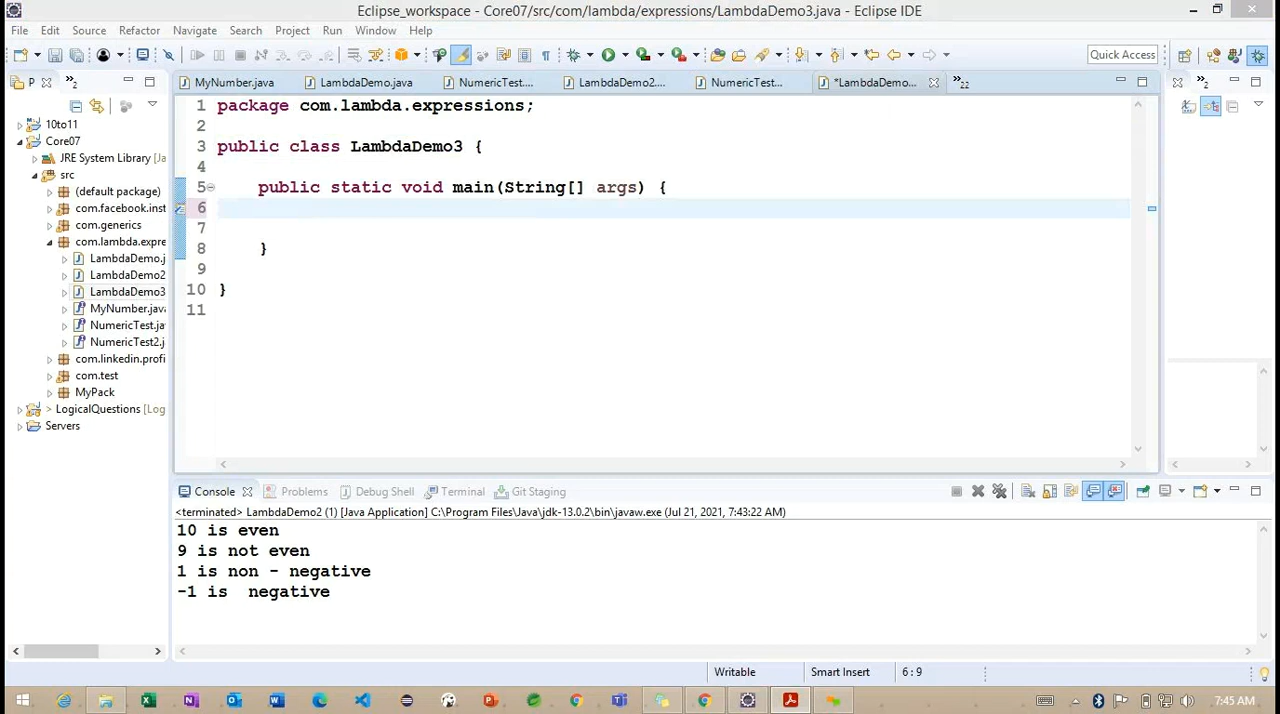 Eclipse_workspace - Core07/src/com/lambda/expressions/LambdaDemo3.java - Eclipse IDE
File Edit Source Refactor Navigate Search Project Run Window Help
Quick Access
P 2
MyNumber.java LambdaDemo.java NumericTest.... LambdaDemo2.... NumericTest... *LambdaDemo... 22
2
10to11
Core07
JRE System Library [Ja
src
(default package)
com.facebook.inst
com.generics
com.lambda.expre
LambdaDemo.j
LambdaDemo2
LambdaDemo3
MyNumber.java
NumericTest.ja
NumericTest2.j
com.linkedin.profi
com.test
MyPack
> LogicalQuestions [Log
Servers
1 package com.lambda.expressions;
2
3 public class LambdaDemo3 {
4
5 public static void main(String[] args) {
6
7
8 }
9
10 }
11
Console Problems Debug Shell Terminal Git Staging
<terminated> LambdaDemo2 (1) [Java Application] C:\Program Files\Java\jdk-13.0.2\bin\javaw.exe (Jul 21, 2021, 7:43:22 AM)
10 is even
9 is not even
1 is non - negative
-1 is  negative
Writable Smart Insert 6 : 9
7:45 AM